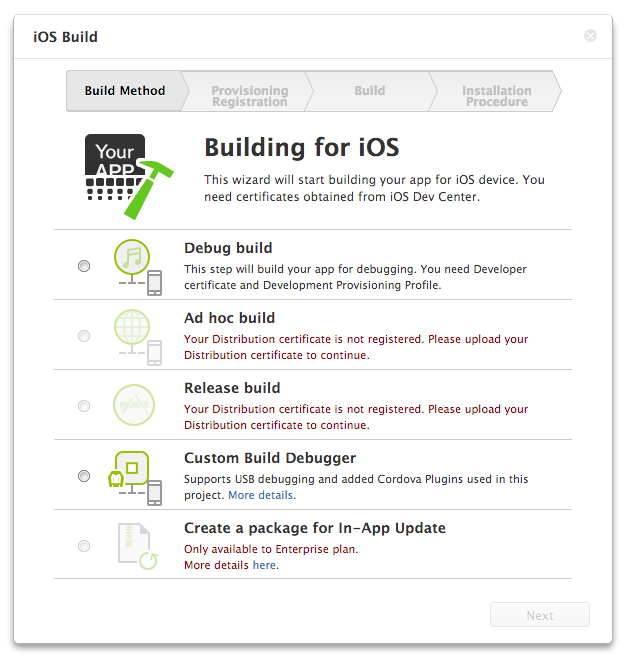 iOS Build
Build Method
Provisioning
Registration
Build
Installation
Procedure
Your
APP
Building for iOS
This wizard will start building your app for iOS device. You
need certificates obtained from iOS Dev Center.
Debug build
This step will build your app for debugging. You need Developer
certificate and Development Provisioning Profile.
Ad hoc build
Your Distribution certificate is not registered. Please upload your
Distribution certificate to continue.
Release build
Your Distribution certificate is not registered. Please upload your
Distribution certificate to continue.
Custom Build Debugger
Supports USB debugging and added Cordova Plugins used in this
project. More details.
Create a package for In-App Update
Only available to Enterprise plan.
More details here.
Next